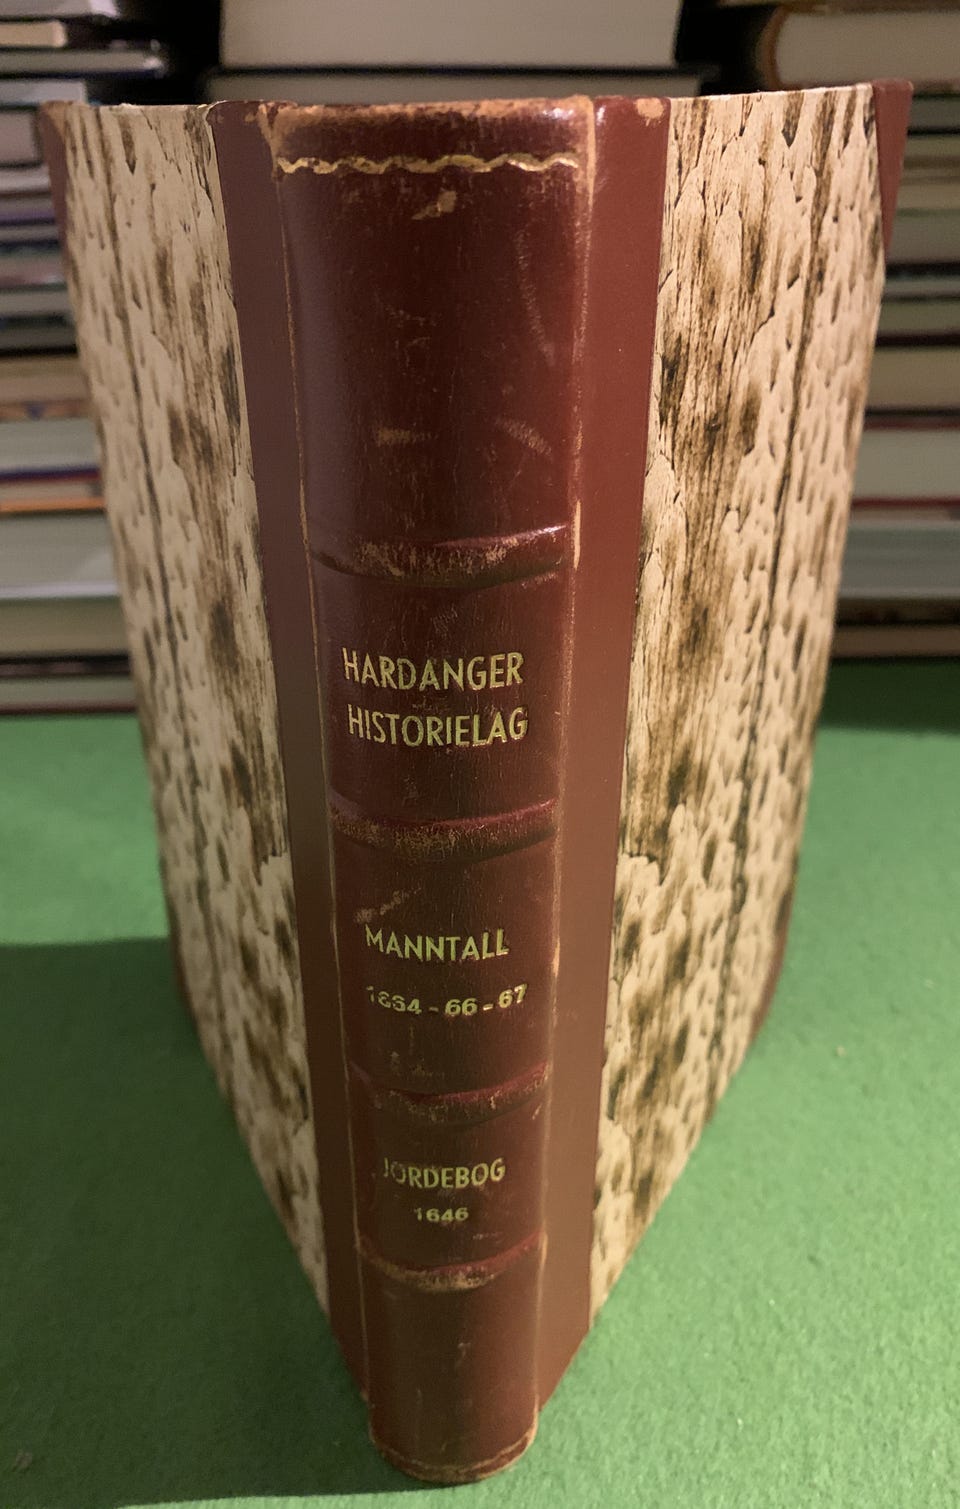 HARDANGER
HISTORIELAG
MANNTALL
1664 - 66 - 67
JORDEBOG
1646